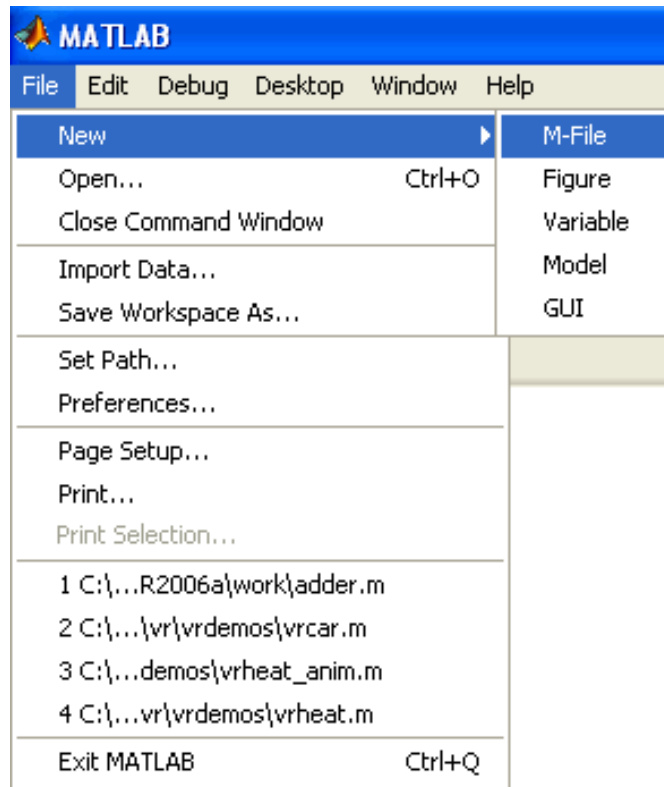 MATLAB
File Edit Debug Desktop Window Help
New
Open... Ctrl+O
Close Command Window
Import Data...
Save Workspace As...
Set Path...
Preferences...
Page Setup...
Print...
Print Selection...
1 C:\...R2006a\work\adder.m
2 C:\...\vr\vrdemos\vrcar.m
3 C:\...demos\vrheat_anim.m
4 C:\...vr\vrdemos\vrheat.m
Exit MATLAB Ctrl+Q
M-File
Figure
Variable
Model
GUI